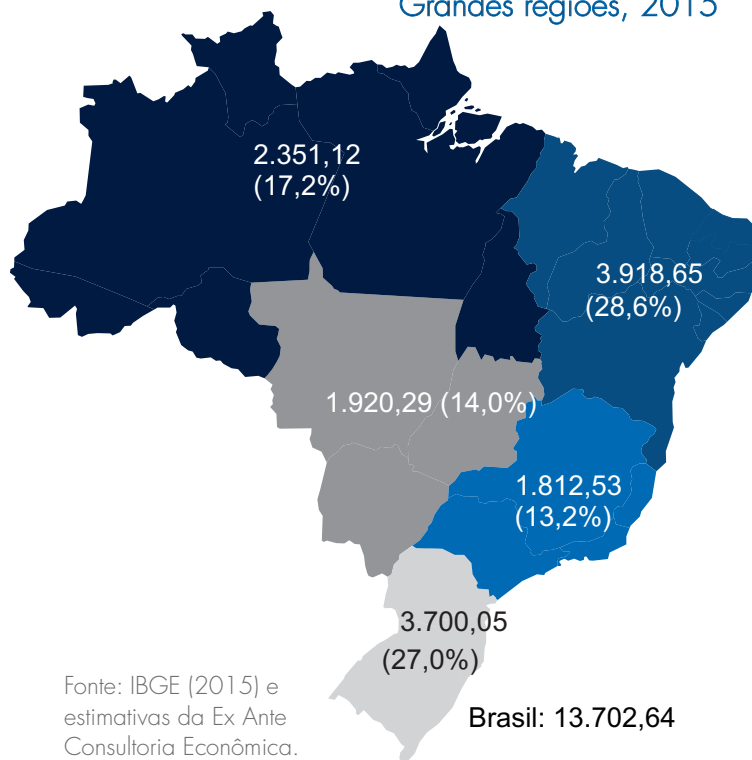 Grandes regiões, 2015
2.351,12
(17,2%)
3.918,65
(28,6%)
1.920,29 (14,0%)
1.812,53
(13,2%)
3.700,05
(27,0%)
Fonte: IBGE (2015) e
estimativas da Ex Ante
Consultoria Econômica.
Brasil: 13.702,64